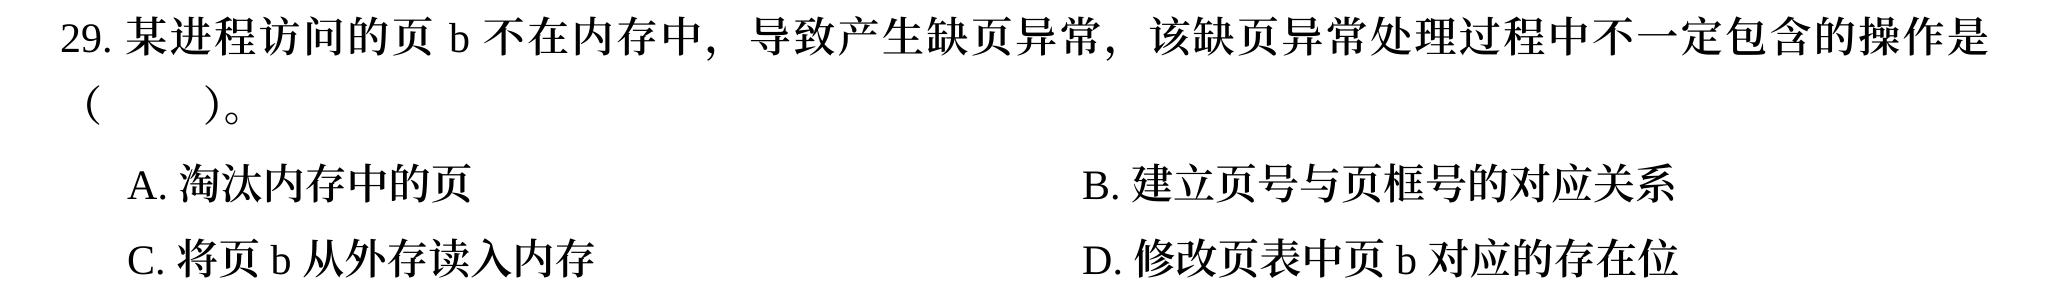 29. 某进程访问的页 b 不在内存中，导致产生缺页异常，该缺页异常处理过程中不一定包含的操作是
（　　）。
A. 淘汰内存中的页　　B. 建立页号与页框号的对应关系
C. 将页 b 从外存读入内存　　D. 修改页表中页 b 对应的存在位